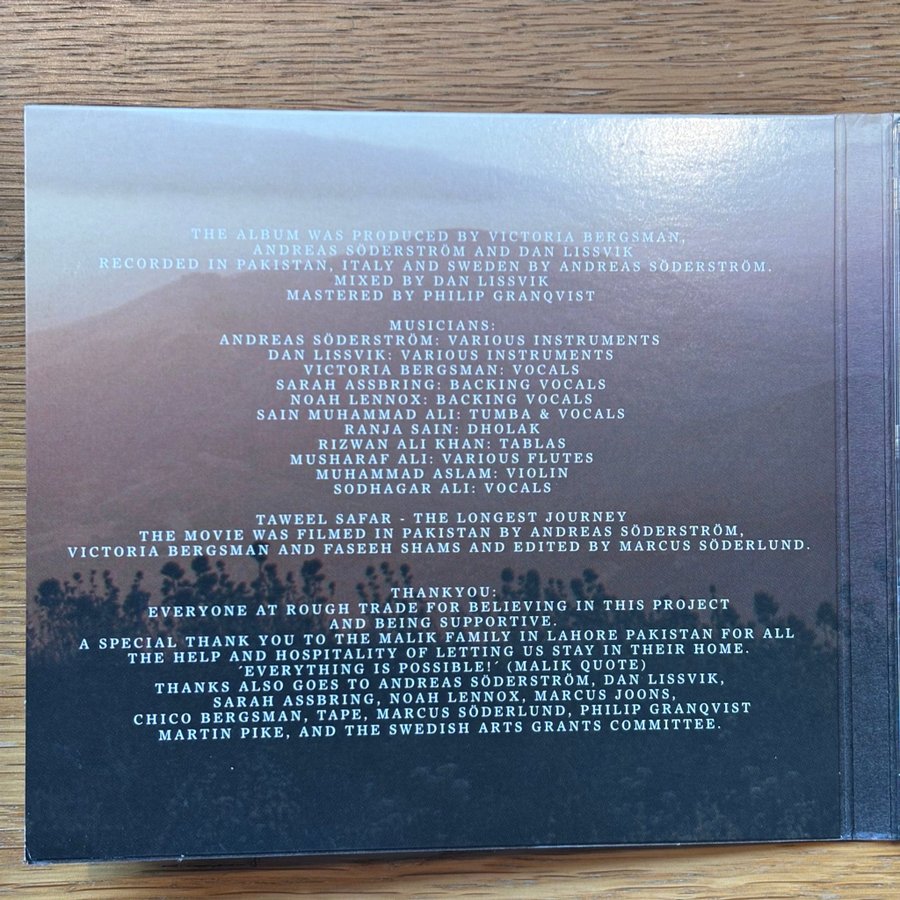 THE ALBUM WAS PRODUCED BY VICTORIA BERGSMAN,
ANDREAS SÖDERSTRÖM AND DAN LISSVIK
RECORDED IN PAKISTAN, ITALY AND SWEDEN BY ANDREAS SÖDERSTRÖM.
MIXED BY DAN LISSVIK
MASTERED BY PHILIP GRANQVIST
MUSICIANS:
ANDREAS SÖDERSTRÖM: VARIOUS INSTRUMENTS
DAN LISSVIK: VARIOUS INSTRUMENTS
VICTORIA BERGSMAN: VOCALS
SARAH ASSBRING: BACKING VOCALS
NOAH LENNOX: BACKING VOCALS
SAIN MUHAMMAD ALI: TUMBA & VOCALS
RANJA SAIN: DHOLAK
RIZWAN ALI KHAN: TABLAS
MUSHARAF ALI: VARIOUS FLUTES
MUHAMMAD ASLAM: VIOLIN
SODHAGAR ALI: VOCALS
TAWEEL SAFAR - THE LONGEST JOURNEY
THE MOVIE WAS FILMED IN PAKISTAN BY ANDREAS SÖDERSTRÖM,
VICTORIA BERGSMAN AND FASEEH SHAMS AND EDITED BY MARCUS SÖDERLUND.
THANKYOU:
EVERYONE AT ROUGH TRADE FOR BELIEVING IN THIS PROJECT
AND BEING SUPPORTIVE.
A SPECIAL THANK YOU TO THE MALIK FAMILY IN LAHORE PAKISTAN FOR ALL
THE HELP AND HOSPITALITY OF LETTING US STAY IN THEIR HOME.
´EVERYTHING IS POSSIBLE!´ (MALIK QUOTE)
THANKS ALSO GOES TO ANDREAS SÖDERSTRÖM, DAN LISSVIK,
SARAH ASSBRING, NOAH LENNOX, MARCUS JOONS,
CHICO BERGSMAN, TAPE, MARCUS SÖDERLUND, PHILIP GRANQVIST
MARTIN PIKE, AND THE SWEDISH ARTS GRANTS COMMITTEE.